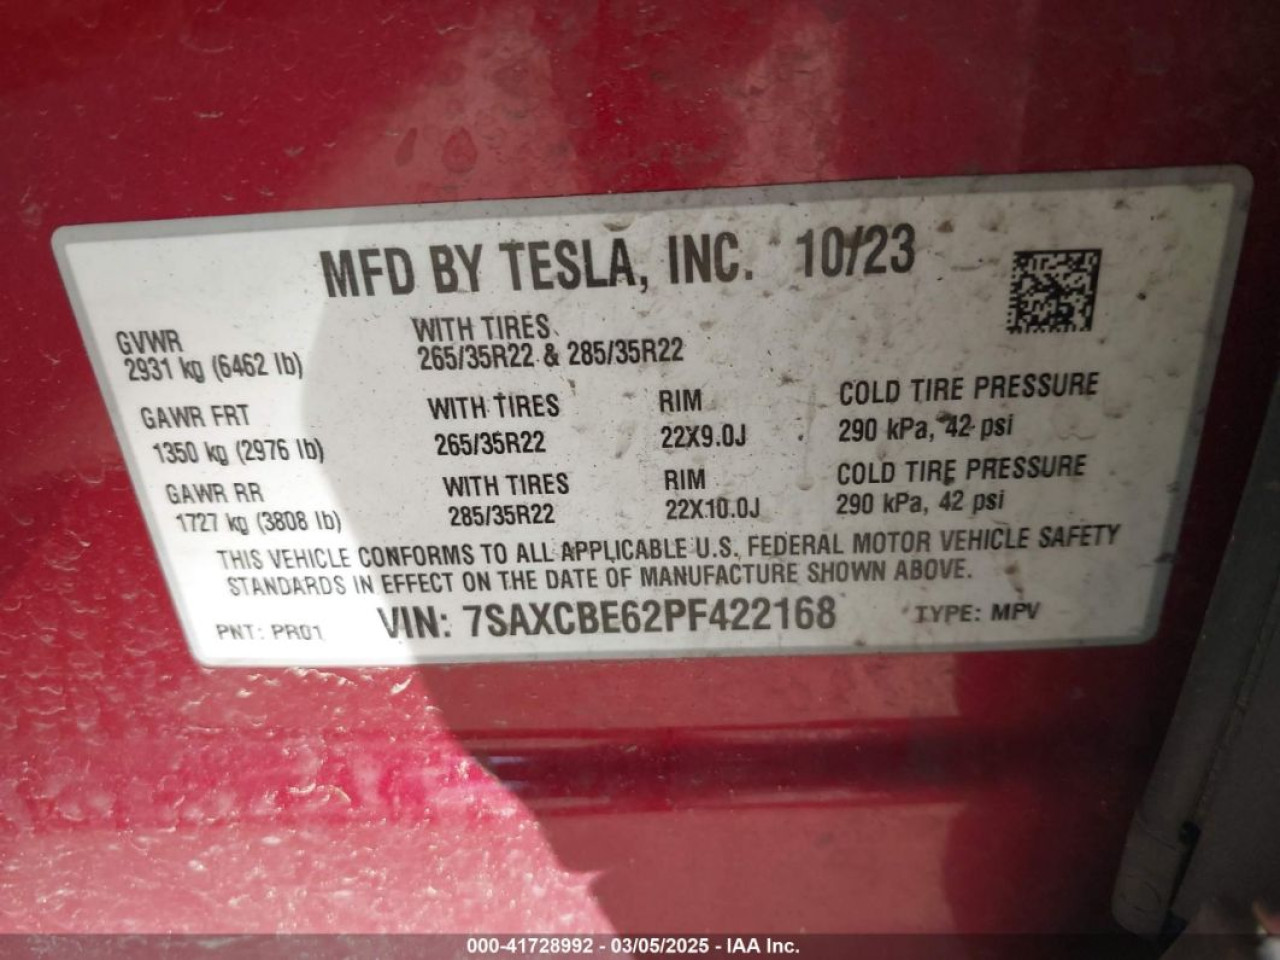 MFD BY TESLA, INC. 10/23
GVWR
2931 kg (6462 lb)
WITH TIRES
265/35R22 & 285/35R22
GAWR FRT
1350 kg (2976 lb)
WITH TIRES
265/35R22
RIM
22X9.0J
COLD TIRE PRESSURE
290 kPa, 42 psi
GAWR RR
1727 kg (3808 lb)
WITH TIRES
285/35R22
RIM
22X10.0J
COLD TIRE PRESSURE
290 kPa, 42 psi
THIS VEHICLE CONFORMS TO ALL APPLICABLE U.S. FEDERAL MOTOR VEHICLE SAFETY
STANDARDS IN EFFECT ON THE DATE OF MANUFACTURE SHOWN ABOVE.
PNT: PR01 VIN: 7SAXCBE62PF422168 TYPE: MPV
000-41728992 - 03/05/2025 - IAA Inc.